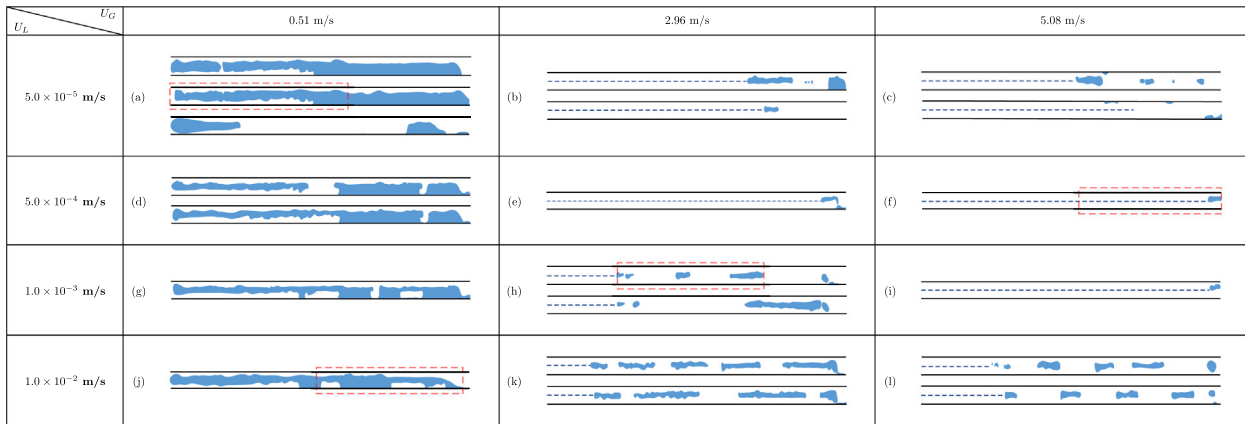 U_L U_G 0.51 m/s 2.96 m/s 5.08 m/s
5.0 × 10⁻⁵ m/s (a) (b) (c)
5.0 × 10⁻⁴ m/s (d) (e) (f)
1.0 × 10⁻³ m/s (g) (h) (i)
1.0 × 10⁻² m/s (j) (k) (l)